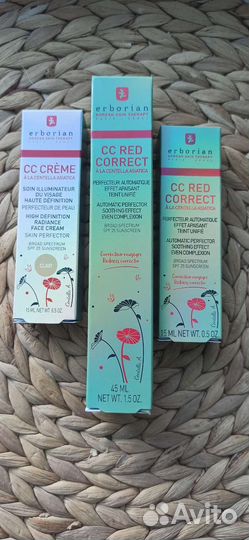 erborian
KOREAN SKIN THERAPY
CC CRÈME
À LA CENTELLA ASIATICA
SOIN ILLUMINATEUR
DU VISAGE
HAUTE DÉFINITION
PERFECTEUR DE PEAU
HIGH DEFINITION
RADIANCE
FACE CREAM
SKIN PERFECTOR
BROAD SPECTRUM
SPF 25 SUNSCREEN
CLAIR
15 ML NET WT. 0.5 OZ.
erborian
KOREAN SKIN THERAPY
CC RED
CORRECT
À LA CENTELLA ASIATICA
PERFECTEUR AUTOMATIQUE
EFFET APAISANT
TEINT UNIFIÉ
AUTOMATIC PERFECTOR
SOOTHING EFFECT
EVEN COMPLEXION
BROAD SPECTRUM
SPF 25 SUNSCREEN
Correction rougeurs
Redness corrector
45 ML
NET WT. 1.5 OZ.
erborian
KOREAN SKIN THERAPY
CC RED
CORRECT
À LA CENTELLA ASIATICA
PERFECTEUR AUTOMATIQUE
EFFET APAISANT
TEINT UNIFIÉ
AUTOMATIC PERFECTOR
SOOTHING EFFECT
EVEN COMPLEXION
BROAD SPECTRUM
SPF 25 SUNSCREEN
Correction rougeurs
Redness corrector
15 ML NET WT. 0.5 OZ.
Avito